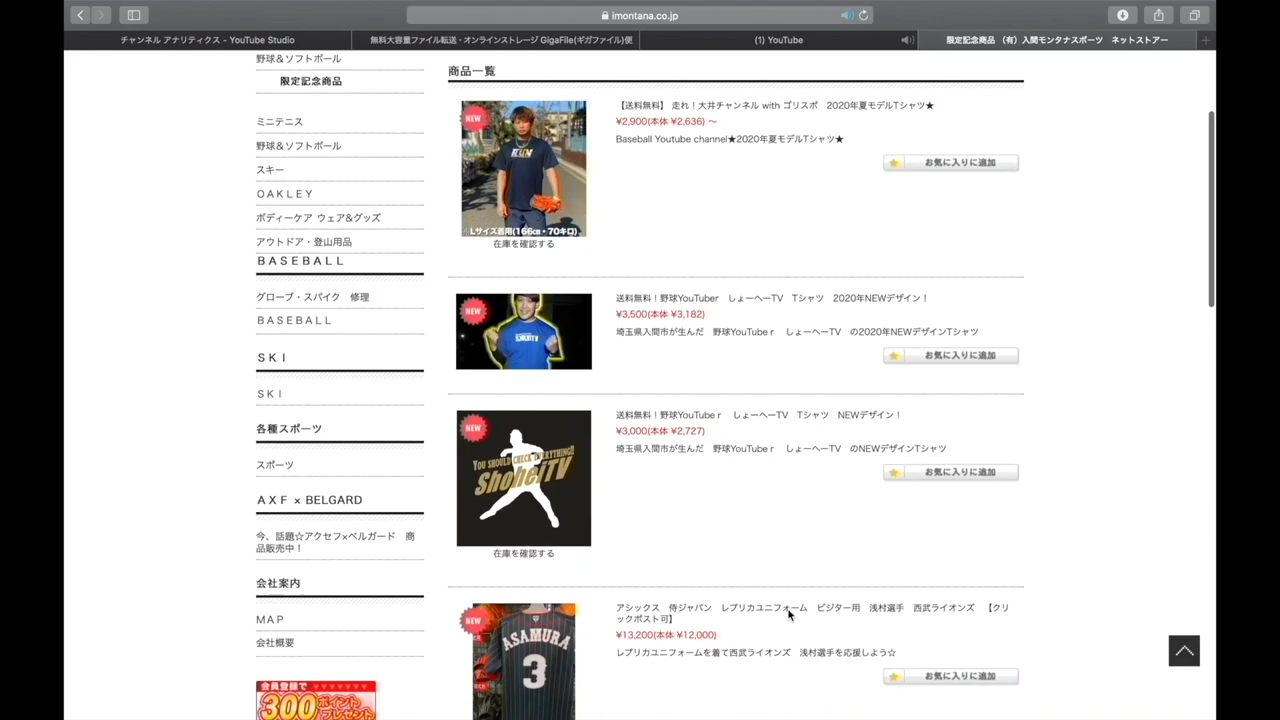 imontana.co.jp
チャンネル アナリティクス - YouTube Studio
無料大容量ファイル転送・オンラインストレージ GigaFile(ギガファイル)便
(1) YouTube
限定記念商品 （有）入間モンタナスポーツ　ネットストアー
野球＆ソフトボール
限定記念商品
ミニテニス
野球＆ソフトボール
スキー
ＯＡＫＬＥＹ
ボディーケア ウェア&グッズ
アウトドア・登山用品
ＢＡＳＥＢＡＬＬ
グローブ・スパイク　修理
ＢＡＳＥＢＡＬＬ
ＳＫＩ
ＳＫＩ
各種スポーツ
スポーツ
ＡＸＦ × BELGARD
今、話題☆アクセフ×ベルガード　商
品販売中！
会社案内
ＭＡＰ
会社概要
会員登録で
300ポイント
プレゼント
商品一覧
NEW
Lサイズ着用(166㎝・70キロ)
在庫を確認する
【送料無料】 走れ！大井チャンネル with ゴリスポ　2020年夏モデルTシャツ★
¥2,900(本体 ¥2,636) ～
Baseball Youtube channel★2020年夏モデルTシャツ★
お気に入りに追加
NEW
送料無料！野球YouTuber　しょーへーTV　Tシャツ　2020年NEWデザイン！
¥3,500(本体 ¥3,182)
埼玉県入間市が生んだ　野球YouTubeｒ　しょーへーTV　の2020年NEWデザインTシャツ
お気に入りに追加
NEW
YOU SHOULD CHECK EVERYTHING!!
ShoheiTV
在庫を確認する
送料無料！野球YouTubeｒ　しょーへーTV　Tシャツ　NEWデザイン！
¥3,000(本体 ¥2,727)
埼玉県入間市が生んだ　野球YouTubeｒ　しょーへーTV　のNEWデザインTシャツ
お気に入りに追加
NEW
ASAMURA
3
アシックス　侍ジャパン　レプリカユニフォーム　ビジター用　浅村選手　西武ライオンズ　【クリ
ックポスト可】
¥13,200(本体 ¥12,000)
レプリカユニフォームを着て西武ライオンズ　浅村選手を応援しよう☆
お気に入りに追加